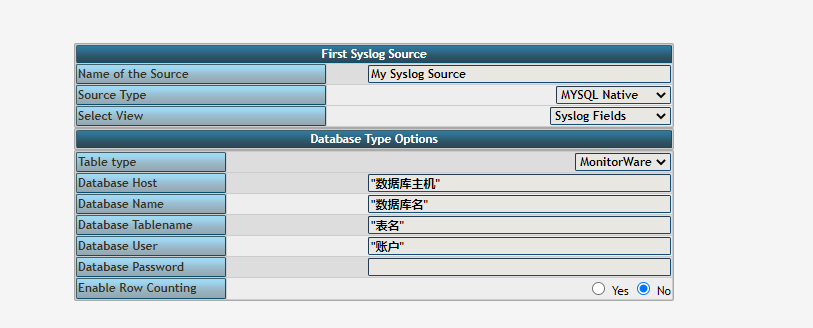 First Syslog Source
Name of the Source My Syslog Source
Source Type MYSQL Native
Select View Syslog Fields
Database Type Options
Table type MonitorWare
Database Host "数据库主机"
Database Name "数据库名"
Database Tablename "表名"
Database User "账户"
Database Password
Enable Row Counting Yes No